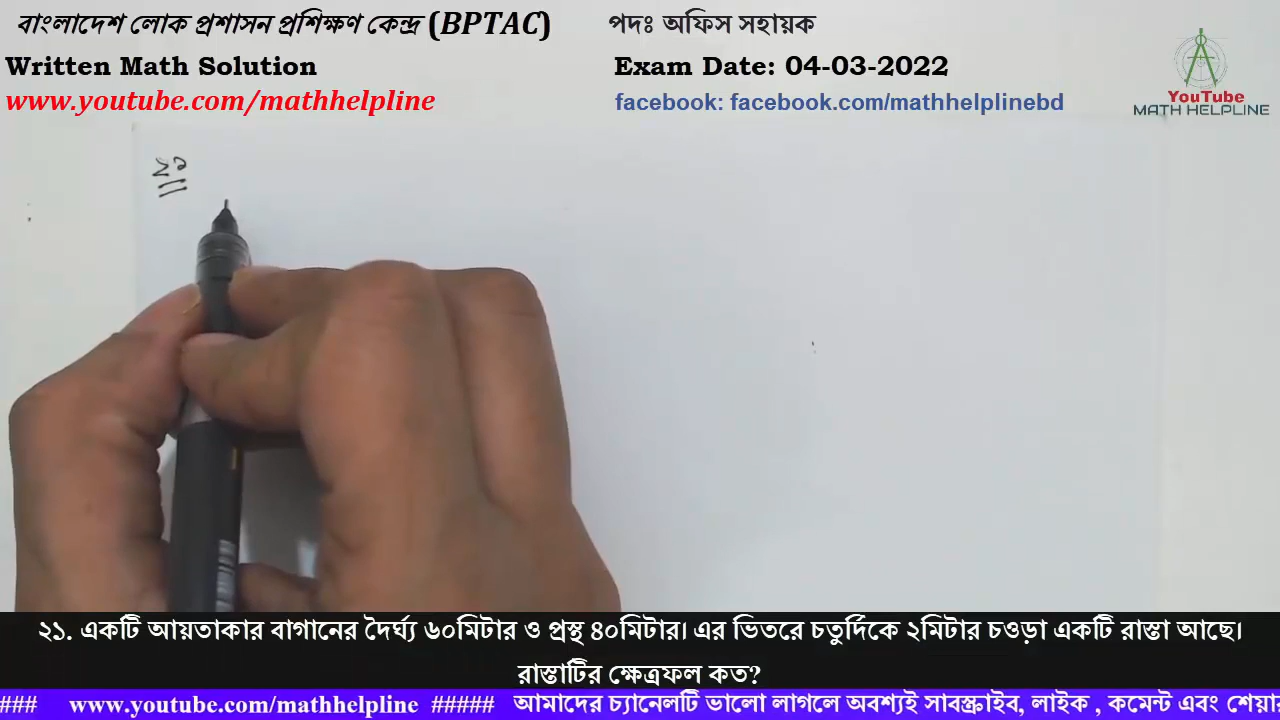 বাংলাদেশ লোক প্রশাসন প্রশিক্ষণ কেন্দ্র (BPTAC)
পদঃ অফিস সহায়ক
Written Math Solution
Exam Date: 04-03-2022
www.youtube.com/mathhelpline
facebook: facebook.com/mathhelplinebd
YouTube
MATH HELPLINE
২১
২১. একটি আয়তাকার বাগানের দৈর্ঘ্য ৬০মিটার ও প্রস্থ ৪০মিটার। এর ভিতরে চতুর্দিকে ২মিটার চওড়া একটি রাস্তা আছে।
রাস্তাটির ক্ষেত্রফল কত?
### www.youtube.com/mathhelpline ##### আমাদের চ্যানেলটি ভালো লাগলে অবশ্যই সাবস্ক্রাইব, লাইক , কমেন্ট এবং শেয়া